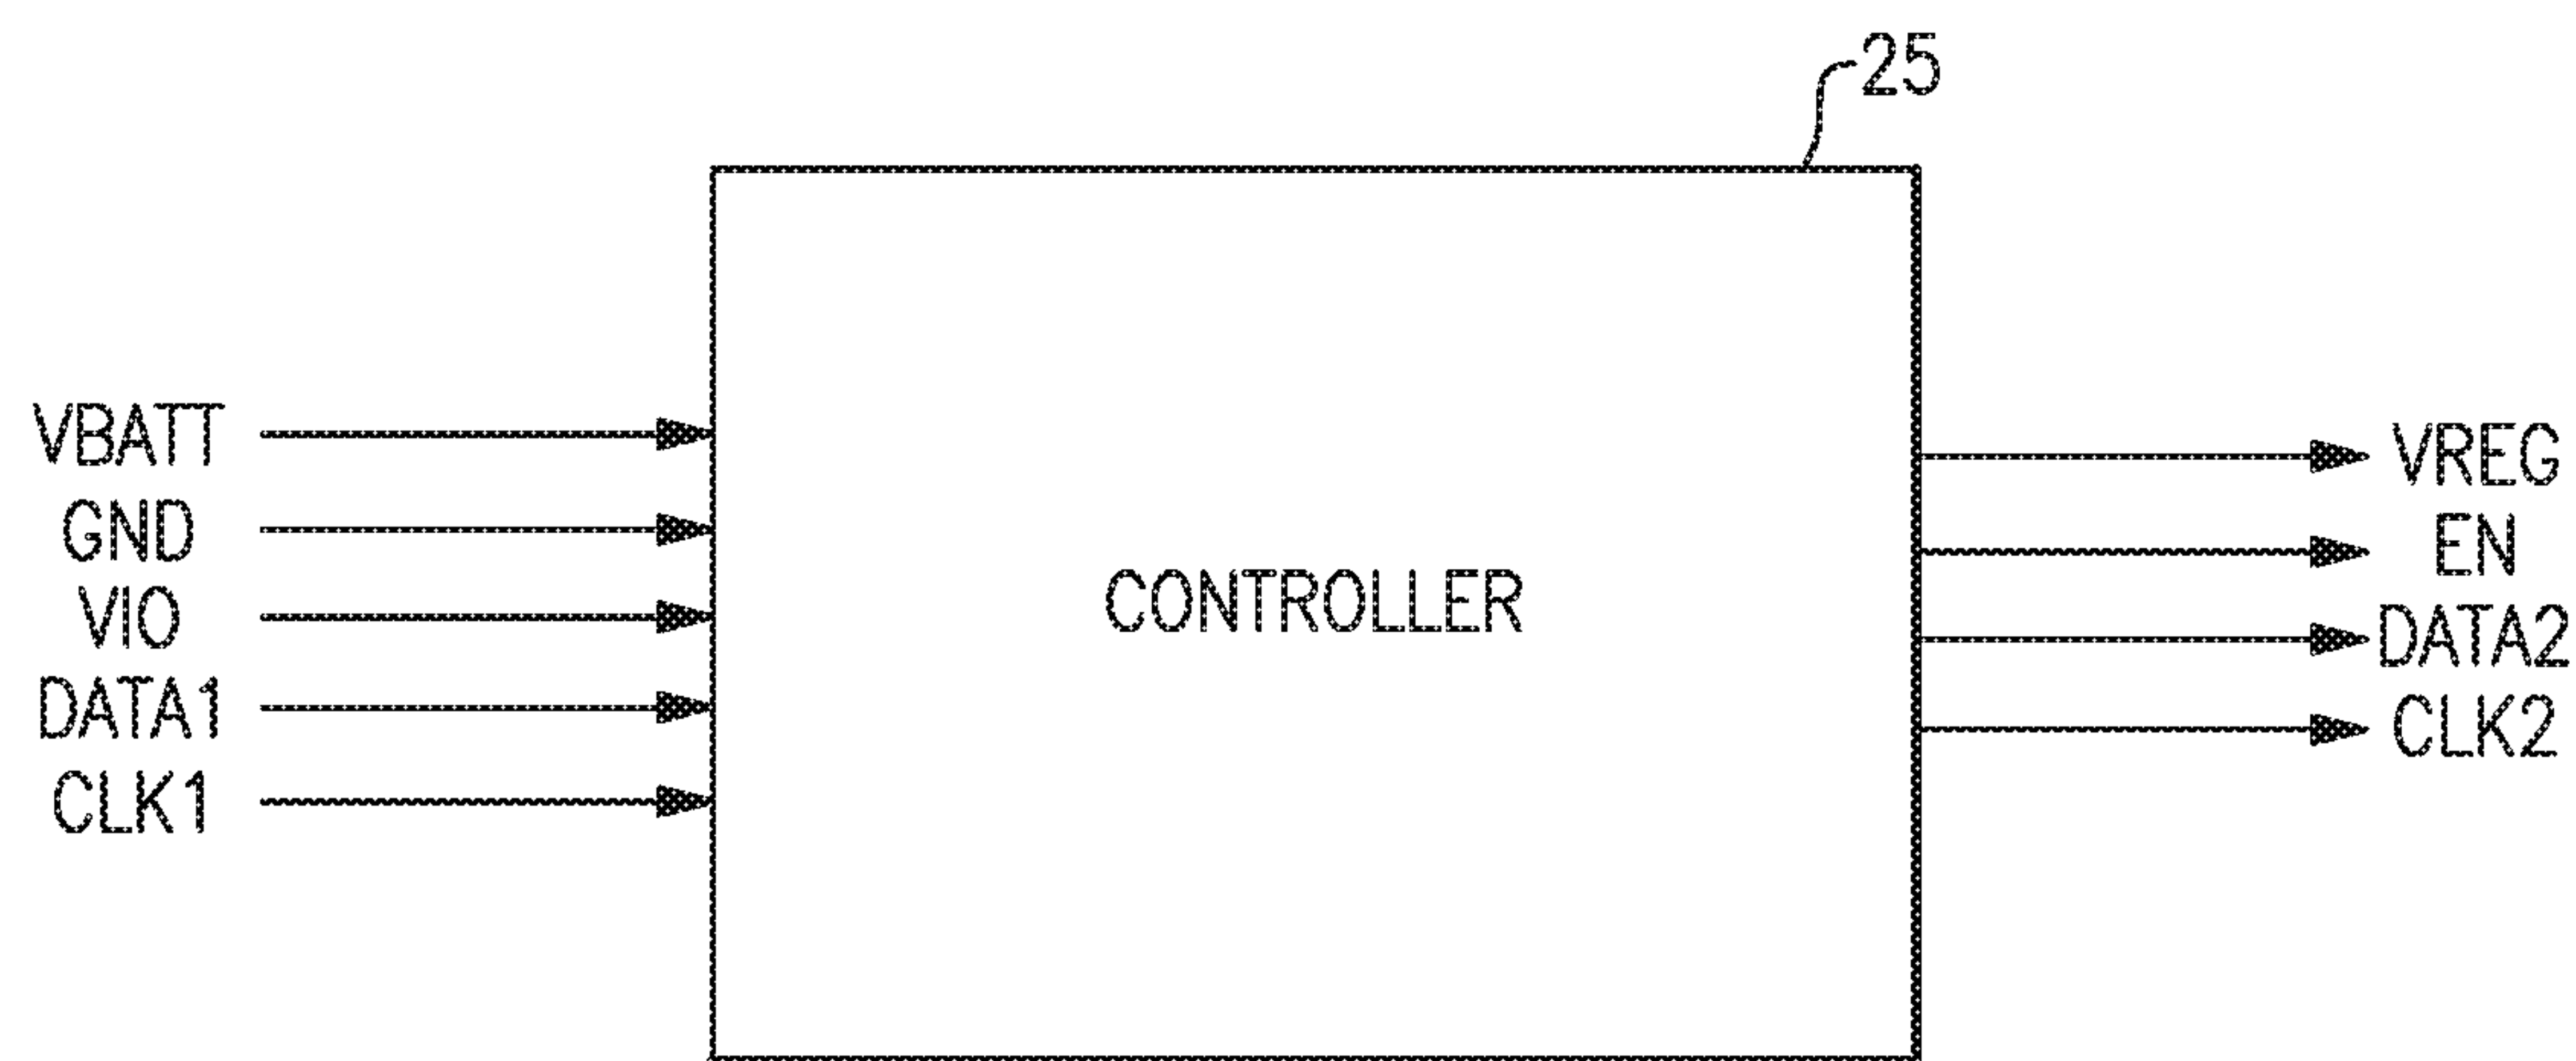 25
VBATT
GND
VIO
DATA1
CLK1
CONTROLLER
VREG
EN
DATA2
CLK2